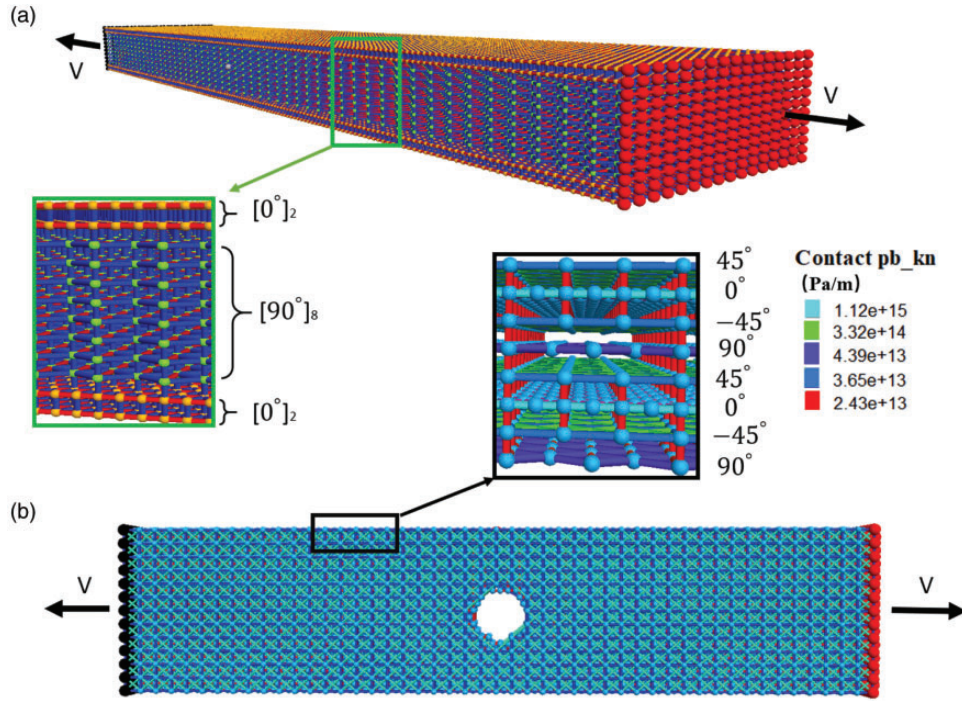 (a)
V
V
[0°]₂
[90°]₈
[0°]₂
45°
0°
−45°
90°
45°
0°
−45°
90°
Contact pb_kn
(Pa/m)
1.12e+15
3.32e+14
4.39e+13
3.65e+13
2.43e+13
(b)
V
V